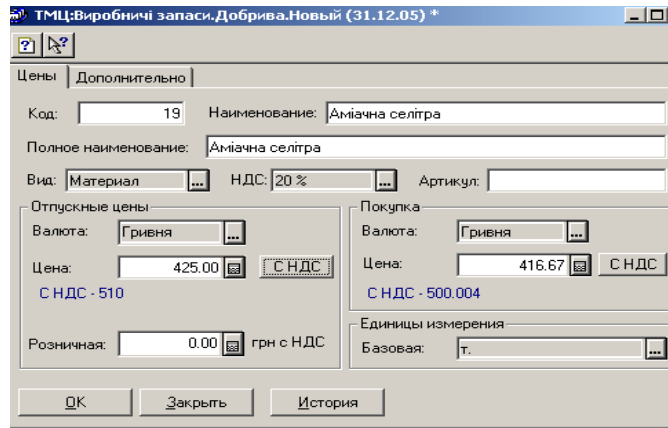 ТМЦ:Виробничі запаси.Добрива.Новый (31.12.05) *
Цены Дополнительно
Код: 19 Наименование: Аміачна селітра
Полное наименование: Аміачна селітра
Вид: Материал ... НДС: 20 % ... Артикул:
Отпускные цены Покупка
Валюта: Гривня ... Валюта: Гривня ...
Цена: 425.00 С НДС Цена: 416.67 С НДС
С НДС - 510 С НДС - 500.004
Единицы измерения
Розничная: 0.00 грн с НДС Базовая: т. ...
OK Закрыть История